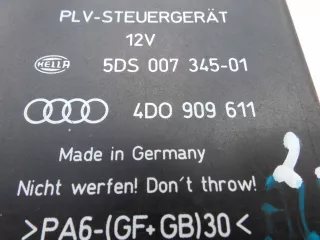 PLV-STEUERGERÄT
12V
HELLA 5DS 007 345-01
4D0 909 611
Made in Germany
Nicht werfen! Don't throw!
>PA6-(GF+GB)30<